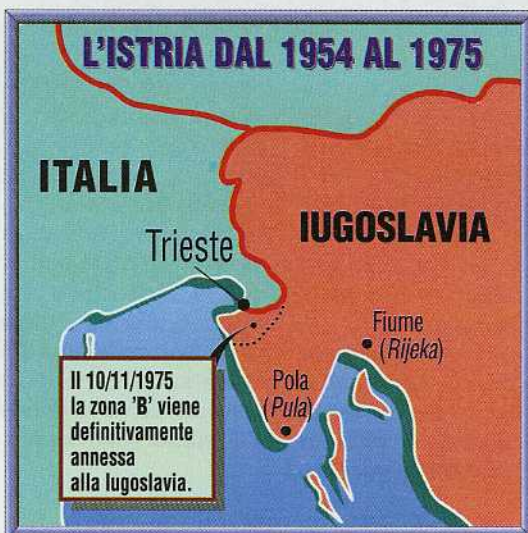 L'ISTRIA DAL 1954 AL 1975
ITALIA
IUGOSLAVIA
Trieste
Fiume
(Rijeka)
Pola
(Pula)
Il 10/11/1975
la zona 'B' viene
definitivamente
annessa
alla Iugoslavia.